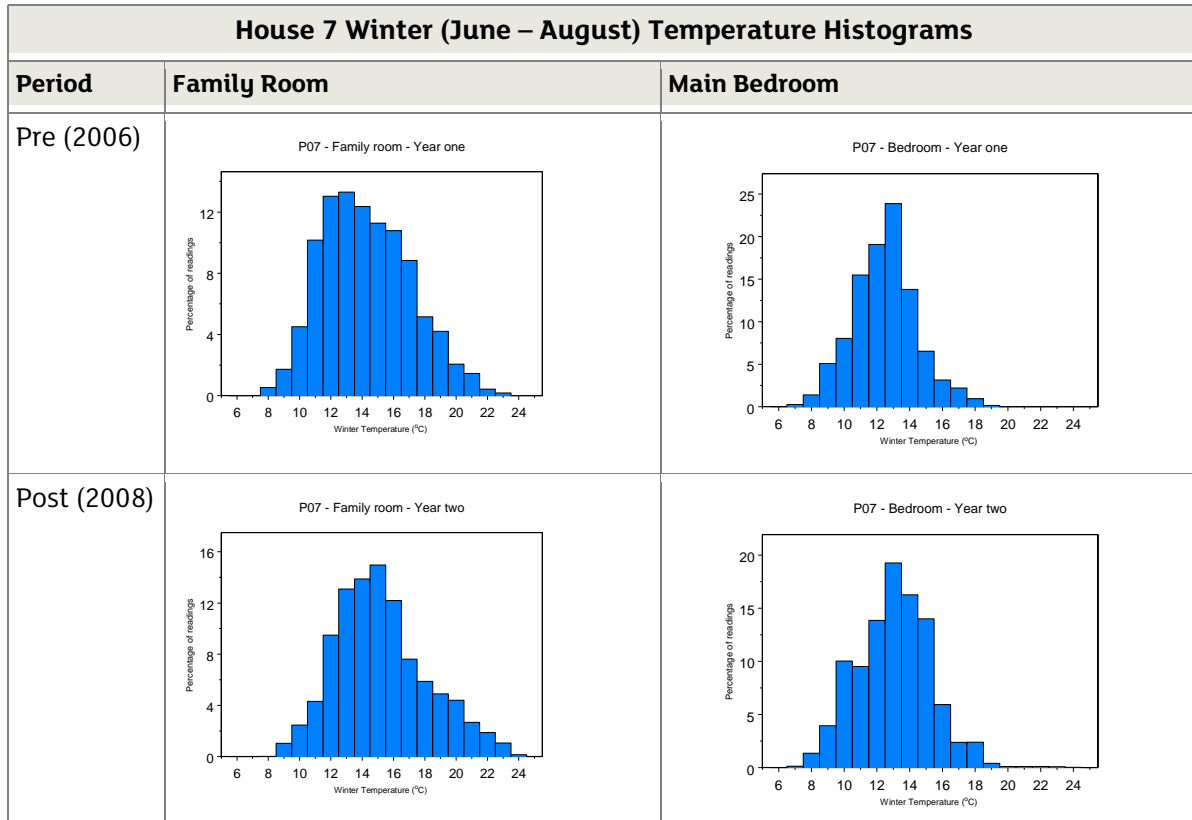 House 7 Winter (June – August) Temperature Histograms
Period Family Room Main Bedroom
Pre (2006)
P07 - Family room - Year one
12
8
4
0
Percentage of readings
6 8 10 12 14 16 18 20 22 24
Winter Temperature (°C)
P07 - Bedroom - Year one
25
20
15
10
5
0
Percentage of readings
6 8 10 12 14 16 18 20 22 24
Winter Temperature (°C)
Post (2008)
P07 - Family room - Year two
16
12
8
4
0
Percentage of readings
6 8 10 12 14 16 18 20 22 24
Winter Temperature (°C)
P07 - Bedroom - Year two
20
15
10
5
0
Percentage of readings
6 8 10 12 14 16 18 20 22 24
Winter Temperature (°C)